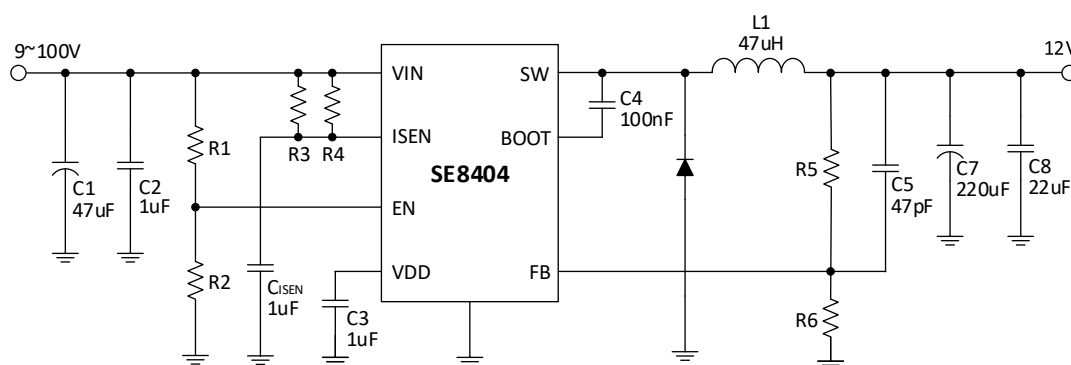 9~100V
L1
47uH
12V
VIN
SW
C4
100nF
R1
R3
R4
ISEN
BOOT
R5
C1
47uF
C2
1uF
SE8404
C5
47pF
C7
220uF
C8
22uF
EN
R2
CISEN
1uF
VDD
FB
C3
1uF
R6